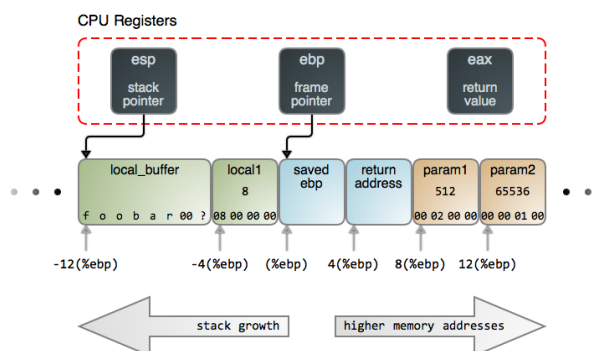 CPU Registers
esp
stack
pointer
ebp
frame
pointer
eax
return
value
local_buffer
f o o b a r 00 ?
local1
8
08 00 00 00
saved
ebp
return
address
param1
512
00 02 00 00
param2
65536
00 00 01 00
-12(%ebp)
-4(%ebp)
(%ebp)
4(%ebp)
8(%ebp)
12(%ebp)
stack growth
higher memory addresses